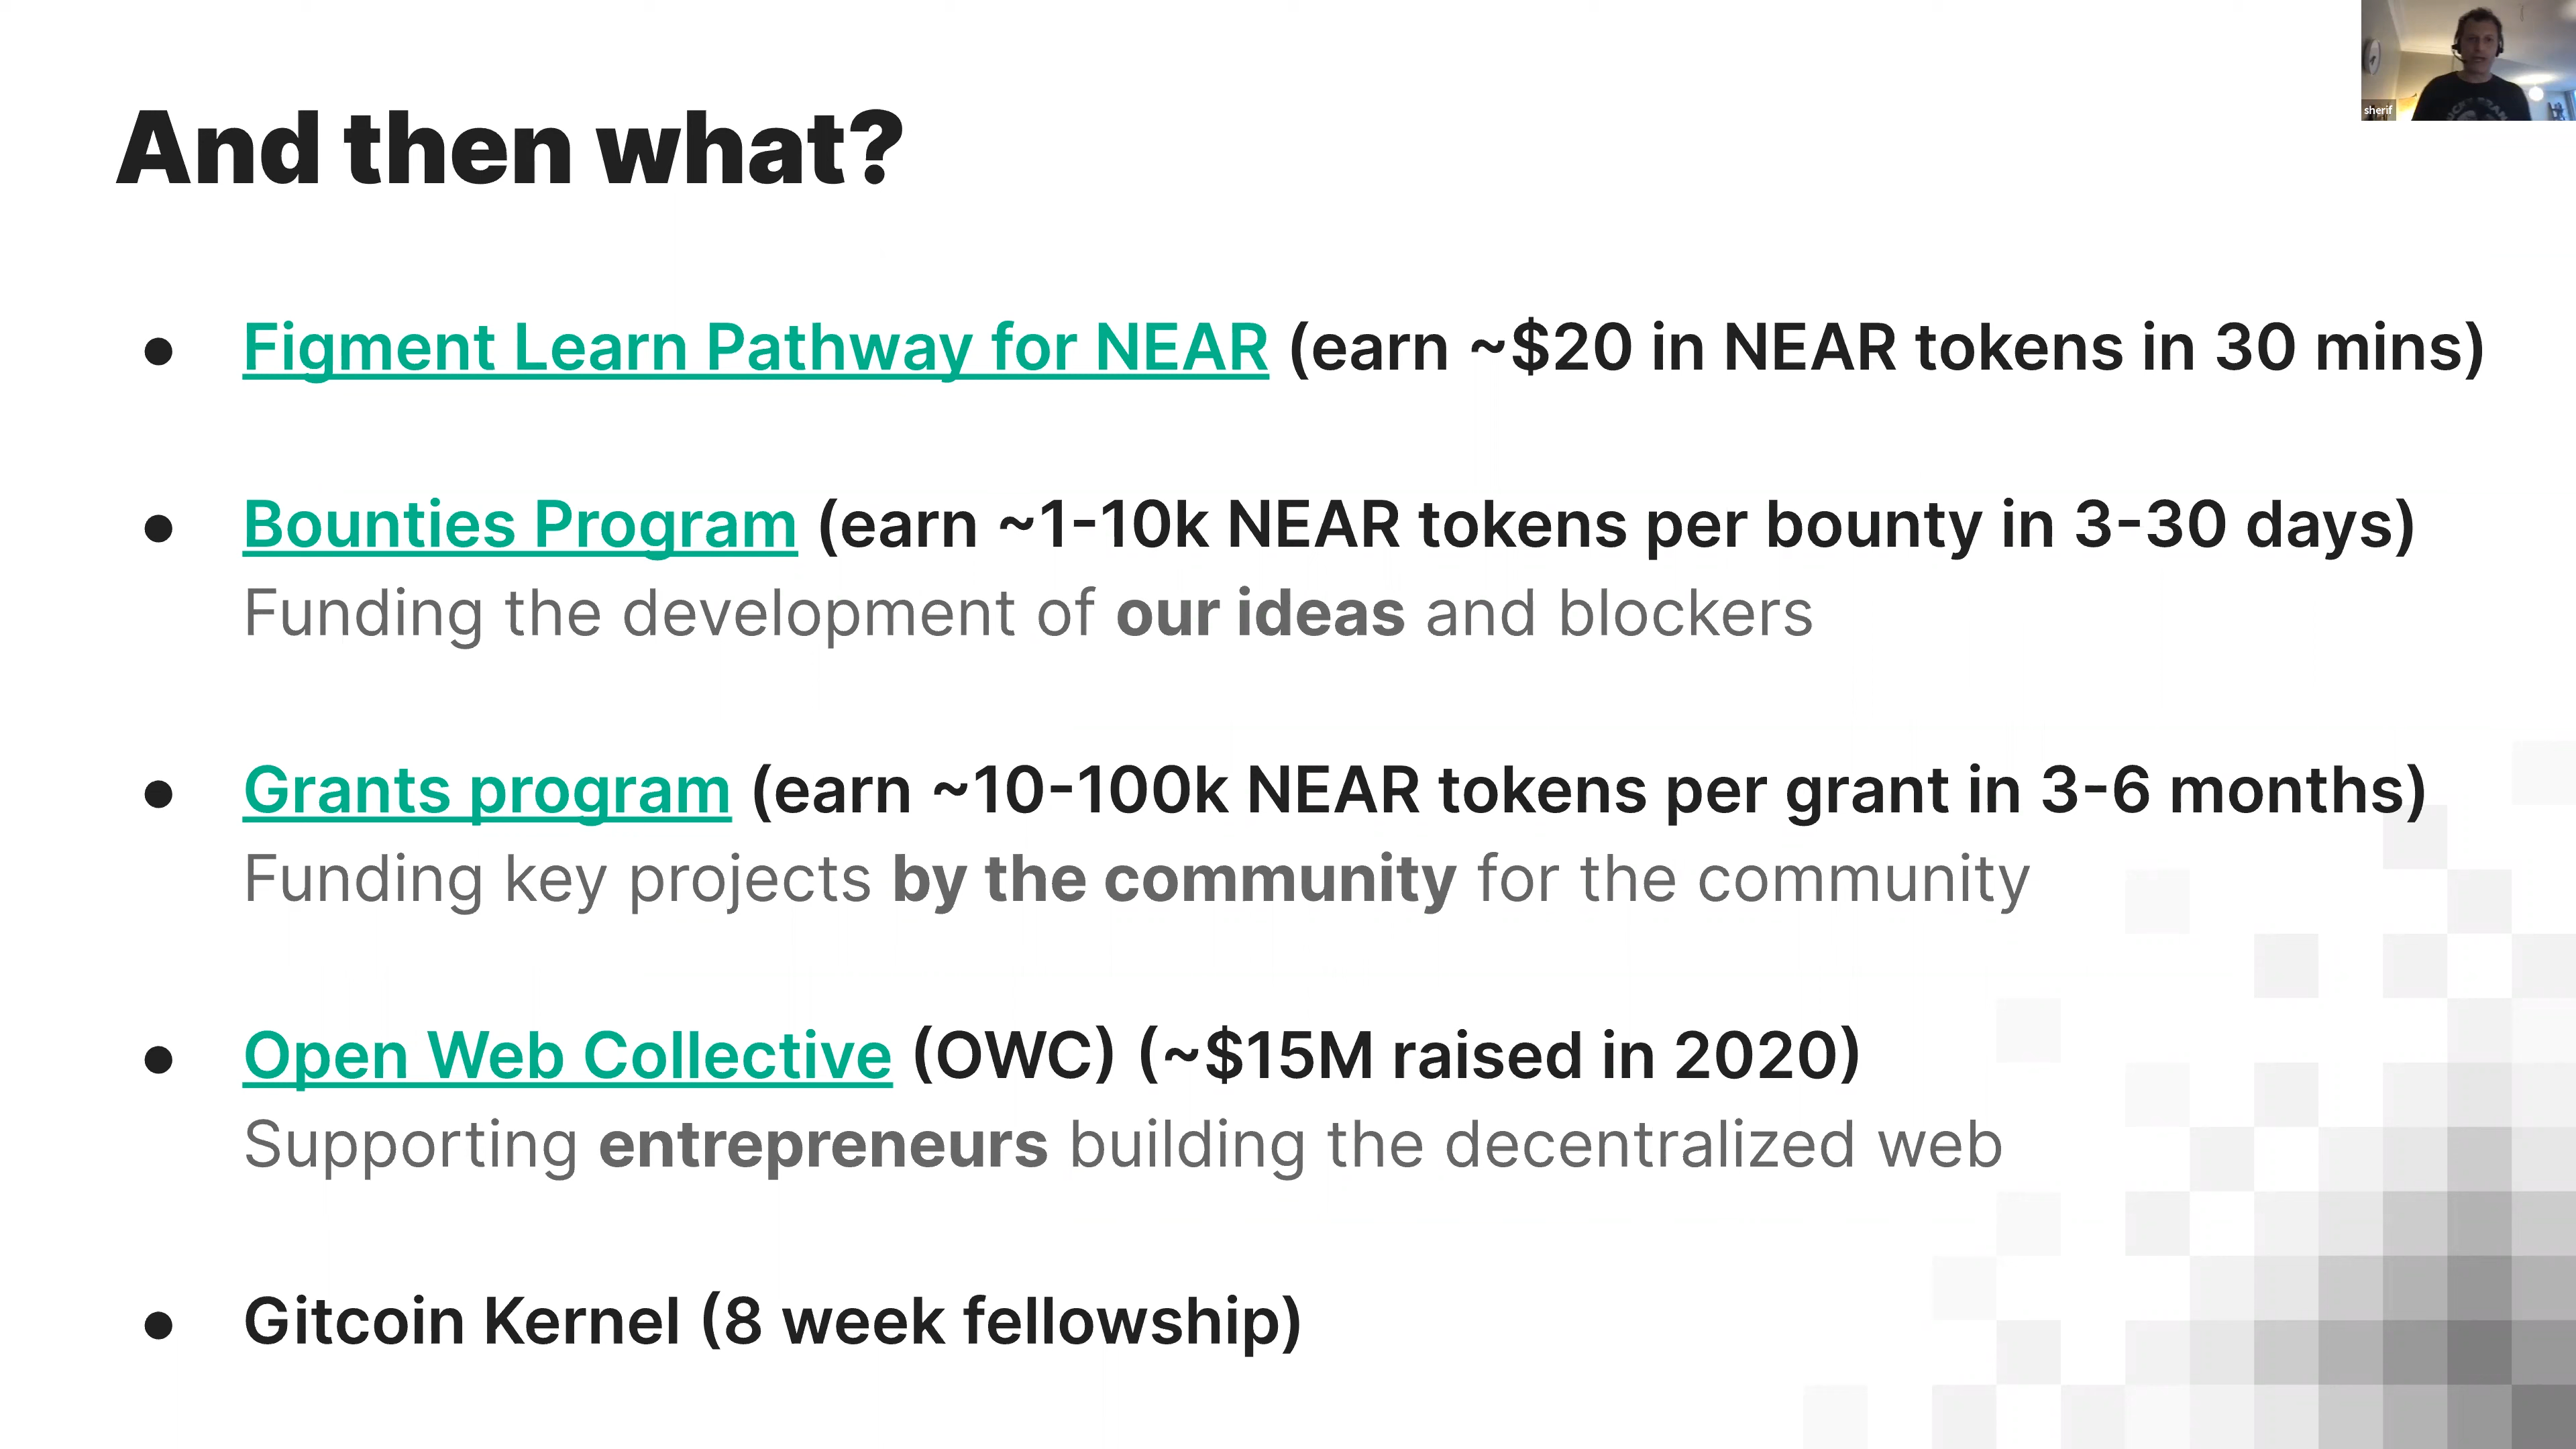 sherif
And then what?
● Figment Learn Pathway for NEAR (earn ~$20 in NEAR tokens in 30 mins)
● Bounties Program (earn ~1-10k NEAR tokens per bounty in 3-30 days)
Funding the development of our ideas and blockers
● Grants program (earn ~10-100k NEAR tokens per grant in 3-6 months)
Funding key projects by the community for the community
● Open Web Collective (OWC) (~$15M raised in 2020)
Supporting entrepreneurs building the decentralized web
● Gitcoin Kernel (8 week fellowship)